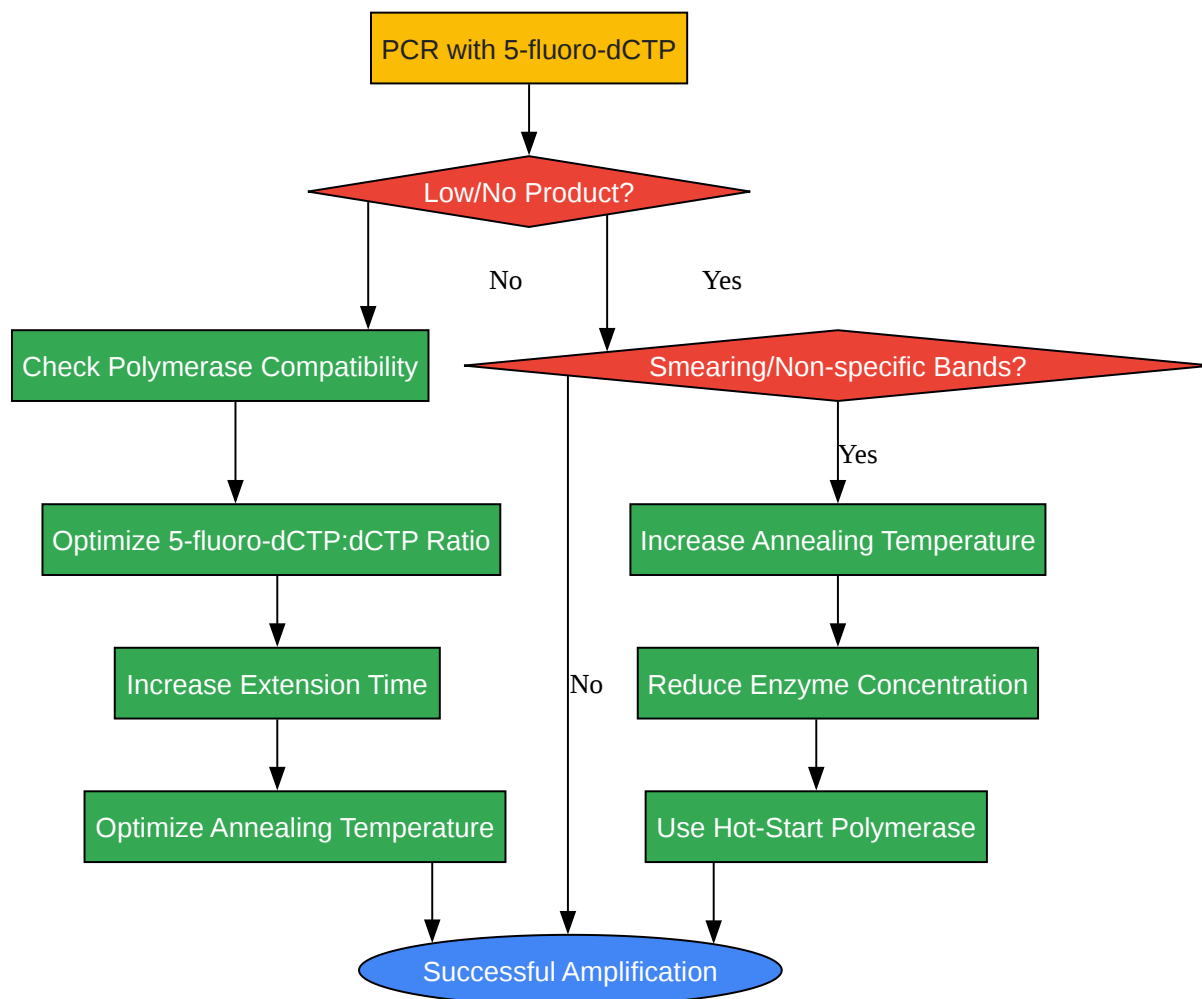 PCR with 5-fluoro-dCTP
Low/No Product?
No
Yes
Check Polymerase Compatibility
Smearing/Non-specific Bands?
Yes
Optimize 5-fluoro-dCTP:dCTP Ratio
Increase Annealing Temperature
Increase Extension Time
No
Reduce Enzyme Concentration
Optimize Annealing Temperature
Use Hot-Start Polymerase
Successful Amplification